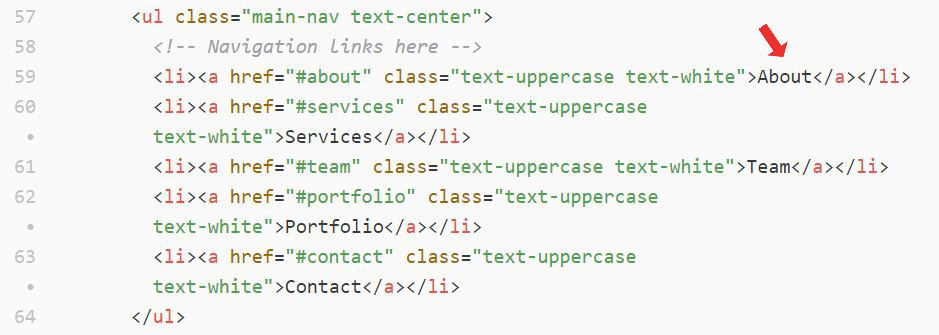 57 <ul class="main-nav text-center">
58 <!-- Navigation links here -->
59 <li><a href="#about" class="text-uppercase text-white">About</a></li>
60 <li><a href="#services" class="text-uppercase
• text-white">Services</a></li>
61 <li><a href="#team" class="text-uppercase text-white">Team</a></li>
62 <li><a href="#portfolio" class="text-uppercase
• text-white">Portfolio</a></li>
63 <li><a href="#contact" class="text-uppercase
• text-white">Contact</a></li>
64 </ul>